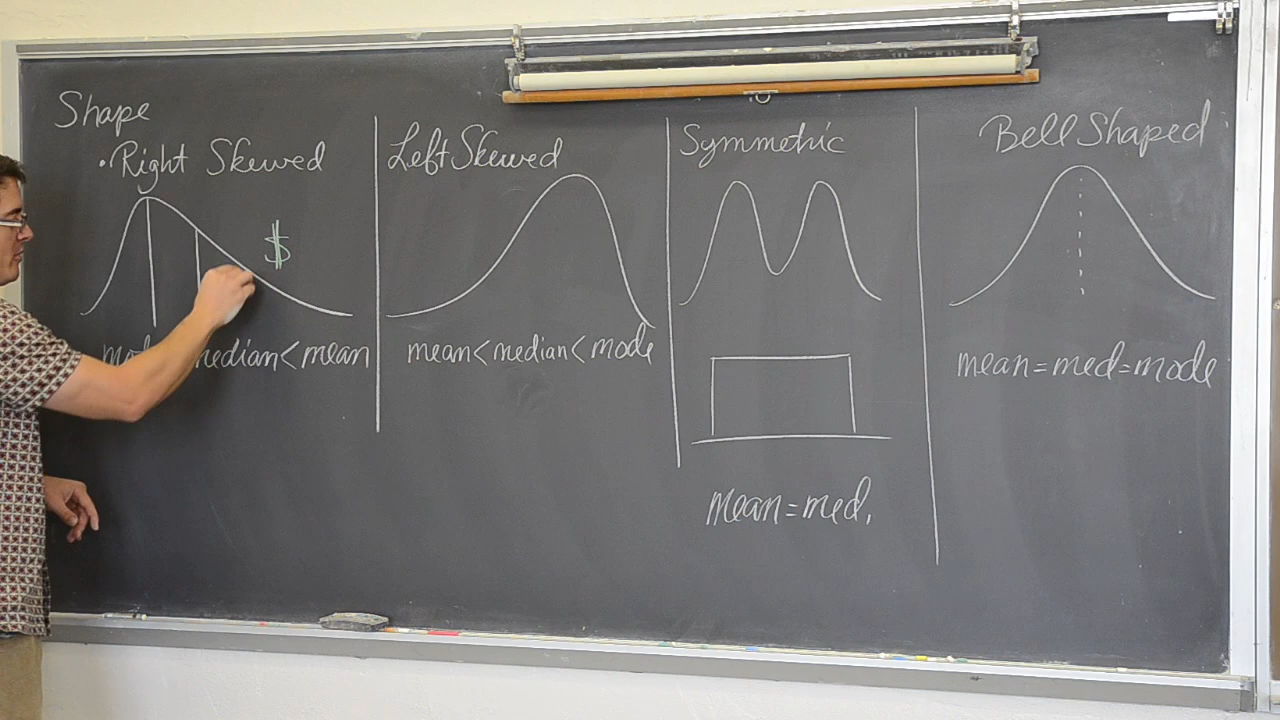 Shape
• Right Skewed
$
median < mean
Left Skewed
mean < median < mode
Symmetric
mean = med.
Bell Shaped
mean = med = mode